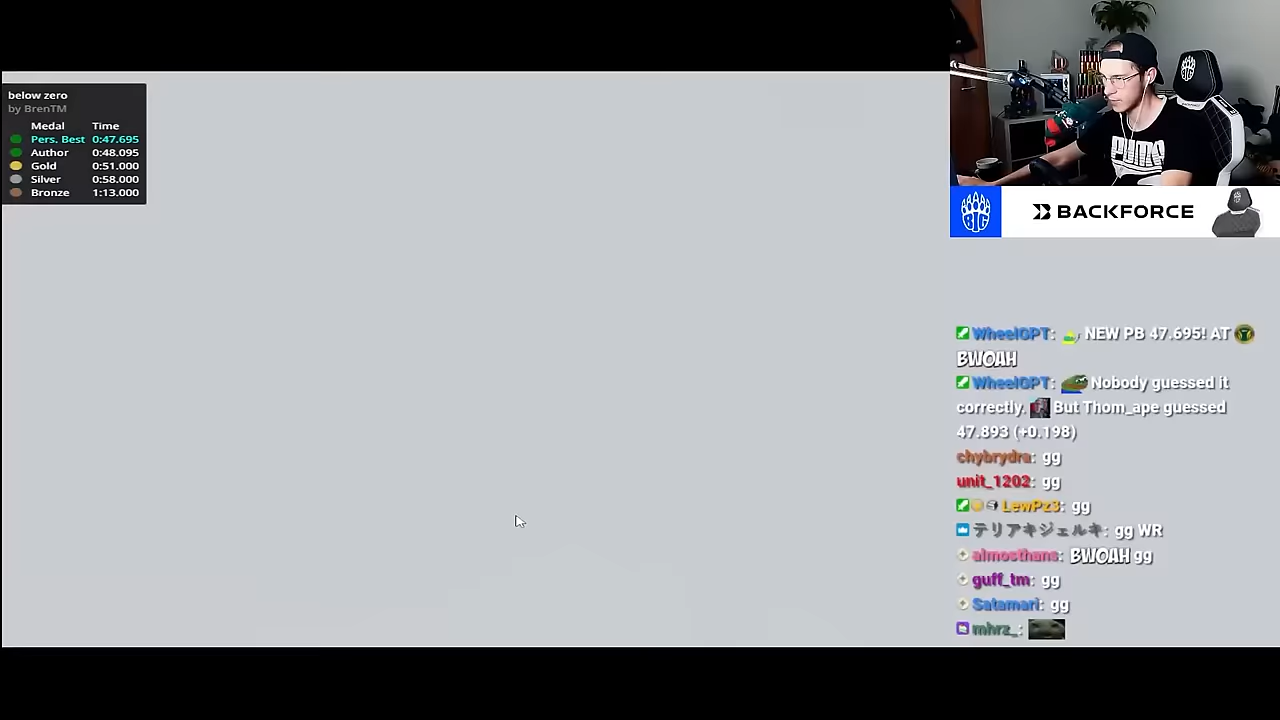 below zero
by BrenTM
Medal Time
Pers. Best 0:47.695
Author 0:48.095
Gold 0:51.000
Silver 0:58.000
Bronze 1:13.000
PUMA
BIG
BACKFORCE
WheelGPT: NEW PB 47.695! AT
BWOAH
WheelGPT: Nobody guessed it
correctly. But Thom_ape guessed
47.893 (+0.198)
chybrydra: gg
unit_1202: gg
LewPz3: gg
テリアキジェルキ: gg WR
almosthans: BWOAH gg
guff_tm: gg
Satamari: gg
mhrz_: